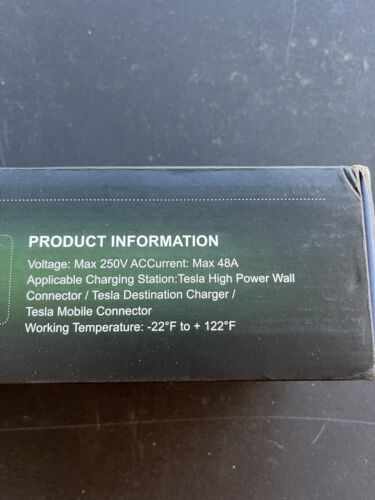 PRODUCT INFORMATION
Voltage: Max 250V ACCurrent: Max 48A
Applicable Charging Station:Tesla High Power Wall
Connector / Tesla Destination Charger /
Tesla Mobile Connector
Working Temperature: -22°F to + 122°F